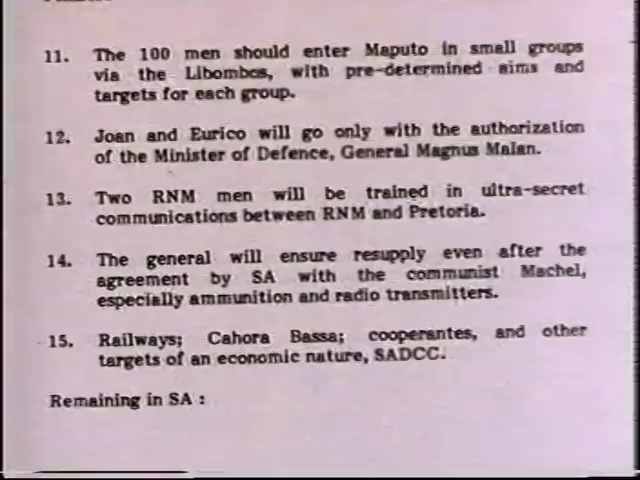 11. The 100 men should enter Maputo in small groups
via the Libombos, with pre-determined aims and
targets for each group.
12. Joan and Eurico will go only with the authorization
of the Minister of Defence, General Magnus Malan.
13. Two RNM men will be trained in ultra-secret
communications between RNM and Pretoria.
14. The general will ensure resupply even after the
agreement by SA with the communist Machel,
especially ammunition and radio transmitters.
15. Railways; Cahora Bassa; cooperantes, and other
targets of an economic nature, SADCC.
Remaining in SA :